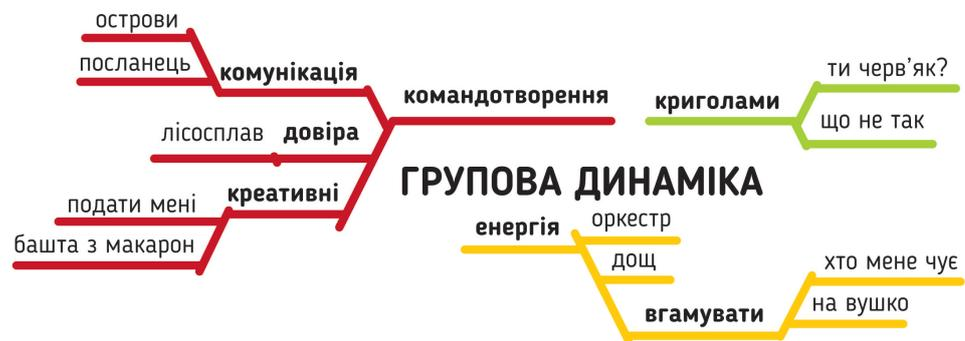 острови
посланець
комунікація
командотворення
лісосплав
довіра
подати мені
креативні
башта з макарон
криголами
ти черв’як?
що не так
ГРУПОВА ДИНАМІКА
енергія
оркестр
дощ
вгамувати
хто мене чує
на вушко